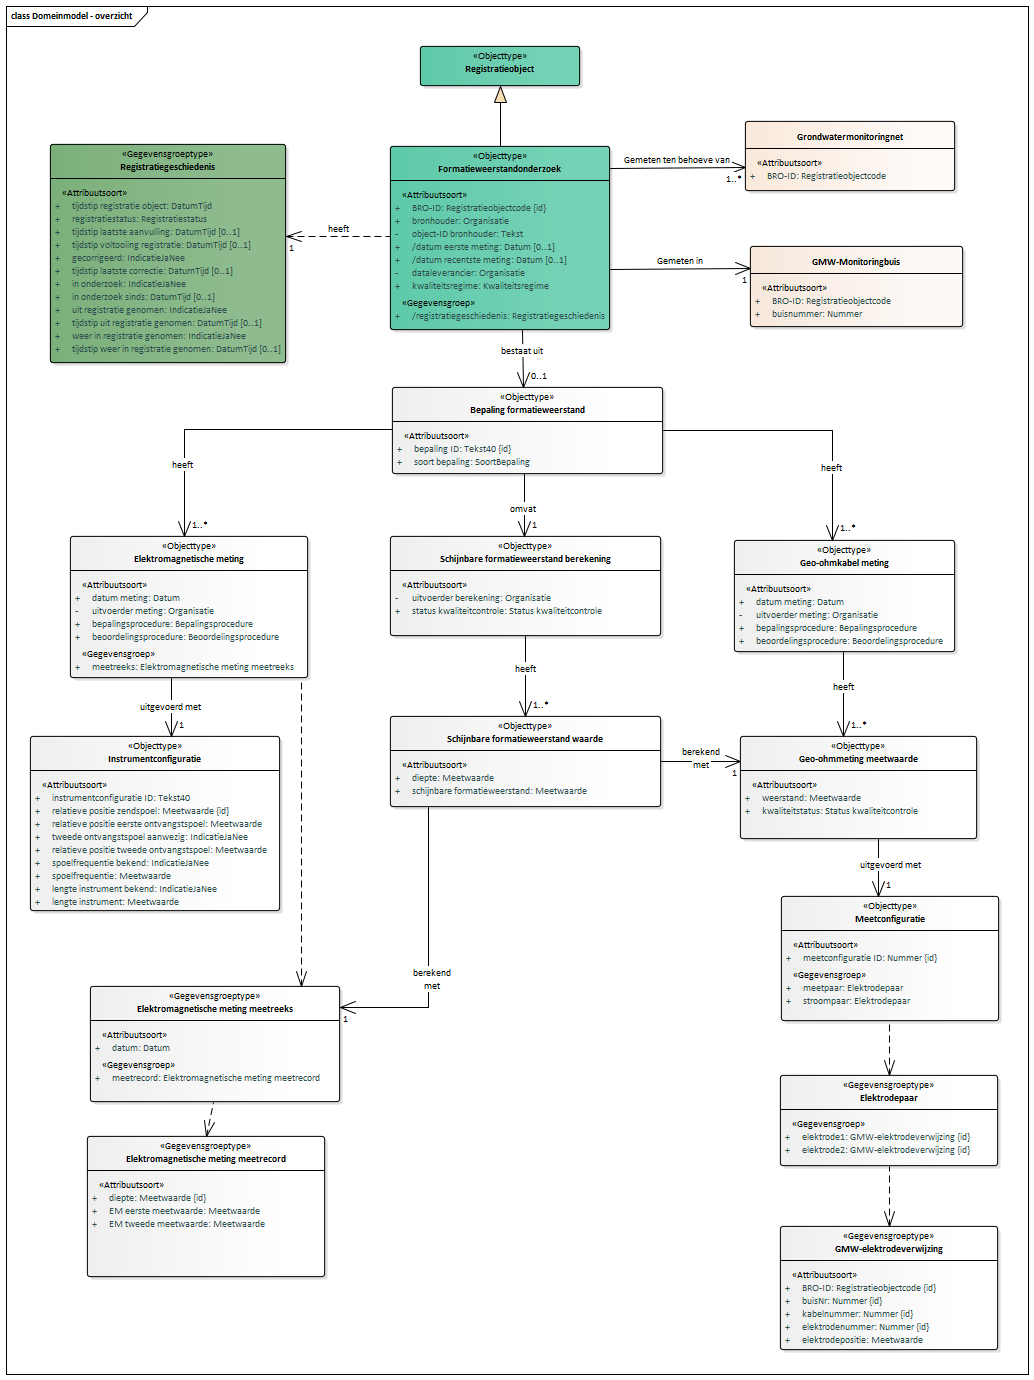 class Domeinmodel - overzicht
«Objecttype»
Registratieobject
«Gegevensgroeptype»
Registratiegeschiedenis
«Attribuutsoort»
+ tijdstip registratie object: DatumTijd
+ registratiestatus: Registratiestatus
+ tijdstip laatste aanvulling: DatumTijd [0..1]
+ tijdstip voltooiing registratie: DatumTijd [0..1]
+ gecorrigeerd: IndicatieJaNee
+ tijdstip laatste correctie: DatumTijd [0..1]
+ in onderzoek: IndicatieJaNee
+ in onderzoek sinds: DatumTijd [0..1]
+ uit registratie genomen: IndicatieJaNee
+ tijdstip uit registratie genomen: DatumTijd [0..1]
+ weer in registratie genomen: IndicatieJaNee
+ tijdstip weer in registratie genomen: DatumTijd [0..1]
heeft
1
«Objecttype»
Formatieweerstandonderzoek
«Attribuutsoort»
+ BRO-ID: Registratieobjectcode {id}
+ bronhouder: Organisatie
- object-ID bronhouder: Tekst
+ /datum eerste meting: Datum [0..1]
+ /datum recentste meting: Datum [0..1]
- dataleverancier: Organisatie
+ kwaliteitsregime: Kwaliteitsregime
«Gegevensgroep»
+ /registratiegeschiedenis: Registratiegeschiedenis
Gemeten ten behoeve van
1..*
Grondwatermonitoringnet
«Attribuutsoort»
+ BRO-ID: Registratieobjectcode
Gemeten in
1
GMW-Monitoringbuis
«Attribuutsoort»
+ BRO-ID: Registratieobjectcode
+ buisnummer: Nummer
bestaat uit
0..1
«Objecttype»
Bepaling formatieweerstand
«Attribuutsoort»
+ bepaling ID: Tekst40 {id}
+ soort bepaling: SoortBepaling
heeft
1..*
omvat
1
heeft
1..*
«Objecttype»
Elektromagnetische meting
«Attribuutsoort»
+ datum meting: Datum
- uitvoerder meting: Organisatie
+ bepalingsprocedure: Bepalingsprocedure
+ beoordelingsprocedure: Beoordelingsprocedure
«Gegevensgroep»
+ meetreeks: Elektromagnetische meting meetreeks
«Objecttype»
Schijnbare formatieweerstand berekening
«Attribuutsoort»
- uitvoerder berekening: Organisatie
+ status kwaliteitcontrole: Status kwaliteitcontrole
«Objecttype»
Geo-ohmkabel meting
«Attribuutsoort»
+ datum meting: Datum
- uitvoerder meting: Organisatie
+ bepalingsprocedure: Bepalingsprocedure
+ beoordelingsprocedure: Beoordelingsprocedure
uitgevoerd met
1
heeft
1..*
heeft
1..*
«Objecttype»
Instrumentconfiguratie
«Attribuutsoort»
+ instrumentconfiguratie ID: Tekst40
+ relatieve positie zendspoel: Meetwaarde {id}
+ relatieve positie eerste ontvangstspoel: Meetwaarde
+ tweede ontvangstspoel aanwezig: IndicatieJaNee
+ relatieve positie tweede ontvangstspoel: Meetwaarde
+ spoelfrequentie bekend: IndicatieJaNee
+ spoelfrequentie: Meetwaarde
+ lengte instrument bekend: IndicatieJaNee
+ lengte instrument: Meetwaarde
«Objecttype»
Schijnbare formatieweerstand waarde
«Attribuutsoort»
+ diepte: Meetwaarde
+ schijnbare formatieweerstand: Meetwaarde
berekend
met
1
«Objecttype»
Geo-ohmmeting meetwaarde
«Attribuutsoort»
+ weerstand: Meetwaarde
+ kwaliteitstatus: Status kwaliteitcontrole
uitgevoerd met
1
«Objecttype»
Meetconfiguratie
«Attribuutsoort»
+ meetconfiguratie ID: Nummer {id}
«Gegevensgroep»
+ meetpaar: Elektrodepaar
+ stroompaar: Elektrodepaar
berekend
met
1
«Gegevensgroeptype»
Elektromagnetische meting meetreeks
«Attribuutsoort»
+ datum: Datum
«Gegevensgroep»
+ meetrecord: Elektromagnetische meting meetrecord
«Gegevensgroeptype»
Elektrodepaar
«Gegevensgroep»
+ elektrode1: GMW-elektrodeverwijzing {id}
+ elektrode2: GMW-elektrodeverwijzing {id}
«Gegevensgroeptype»
Elektromagnetische meting meetrecord
«Attribuutsoort»
+ diepte: Meetwaarde {id}
+ EM eerste meetwaarde: Meetwaarde
+ EM tweede meetwaarde: Meetwaarde
«Gegevensgroeptype»
GMW-elektrodeverwijzing
«Attribuutsoort»
+ BRO-ID: Registratieobjectcode {id}
+ buisNr: Nummer {id}
+ kabelnummer: Nummer {id}
+ elektrodenummer: Nummer {id}
+ elektrodepositie: Meetwaarde